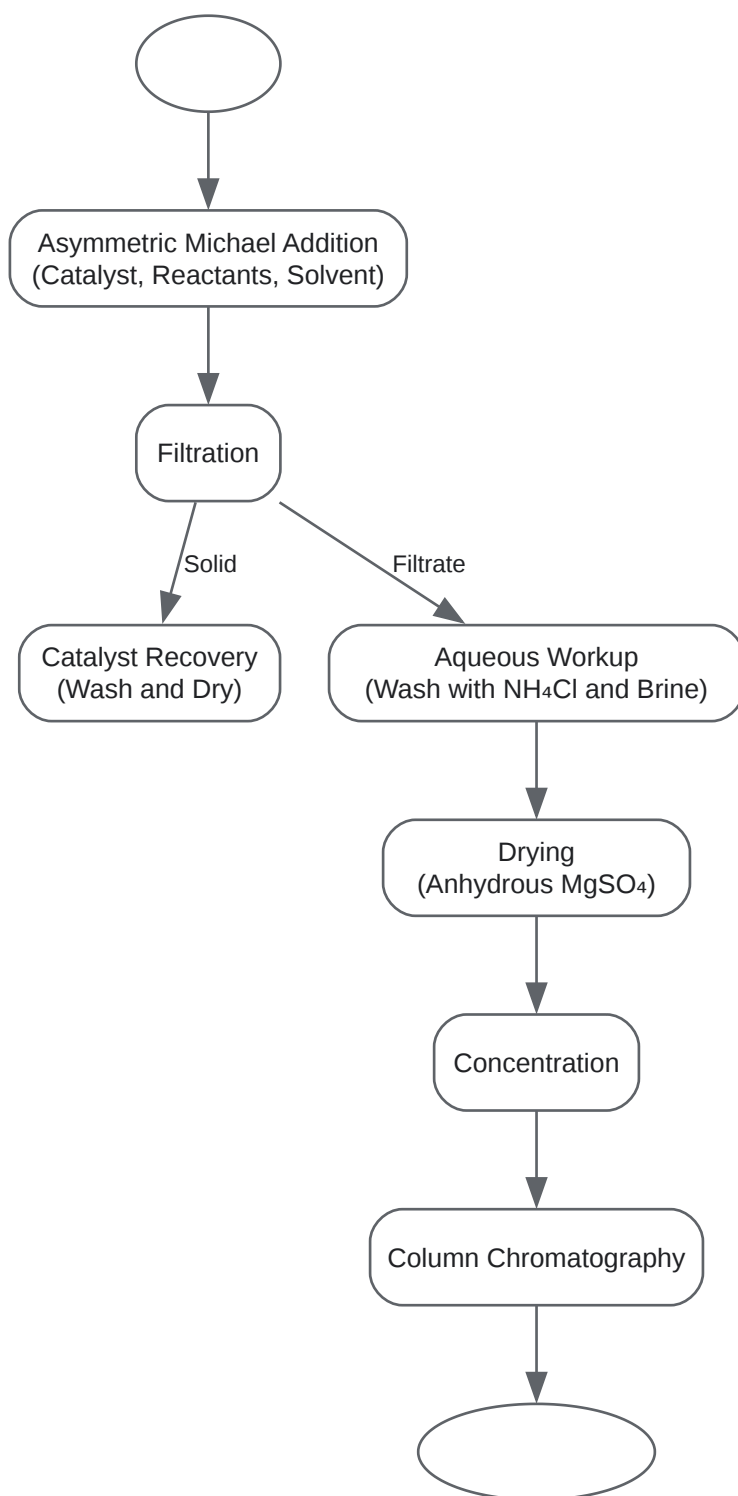 Asymmetric Michael Addition
(Catalyst, Reactants, Solvent)
Filtration
Solid
Filtrate
Catalyst Recovery
(Wash and Dry)
Aqueous Workup
(Wash with NH₄Cl and Brine)
Drying
(Anhydrous MgSO₄)
Concentration
Column Chromatography